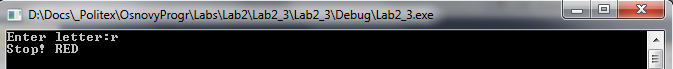 D:\Docs\_Politex\OsnovyProgr\Labs\Lab2\Lab2_3\Lab2_3\Debug\Lab2_3.exe
Enter letter:r
Stop! RED